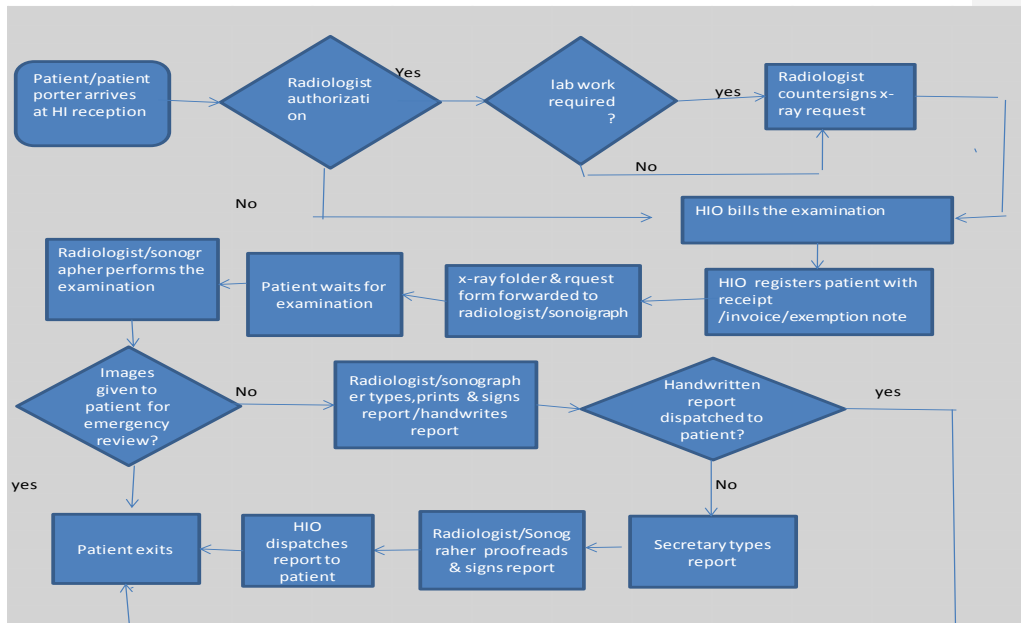 Patient/patient
porter arrives
at HI reception
Radiologist
authorizati
on
Yes
lab work
required
?
yes
Radiologist
countersigns x-
ray request
No
No
HIO bills the examination
HIO registers patient with
receipt
/invoice/exemption note
x-ray folder & rquest
form forwarded to
radiologist/sonoigraph
Patient waits for
examination
Radiologist/sonogr
apher performs the
examination
Images
given to
patient for
emergency
review?
No
Radiologist/sonograph
er types,prints & signs
report /handwrites
report
Handwritten
report
dispatched to
patient?
yes
yes
No
Secretary types
report
Radiologist/Sonog
raher proofreads
& signs report
HIO
dispatches
report to
patient
Patient exits